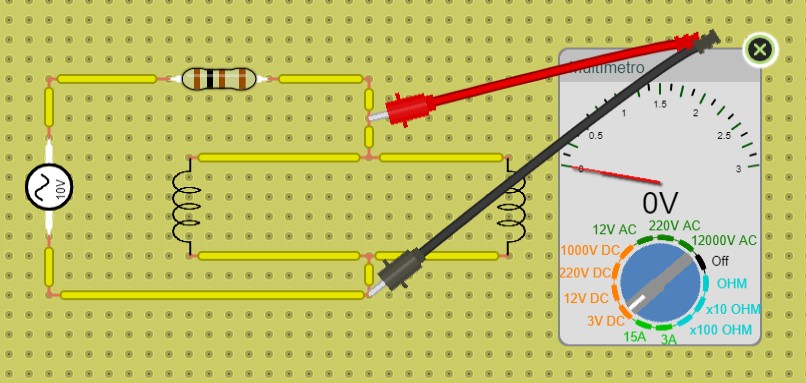 Multimetro
0
0.5
1.5
2
2.5
3
0V
10V
12V AC
220V AC
12000V AC
1000V DC
Off
220V DC
OHM
12V DC
x10 OHM
3V DC
x100 OHM
15A
3A